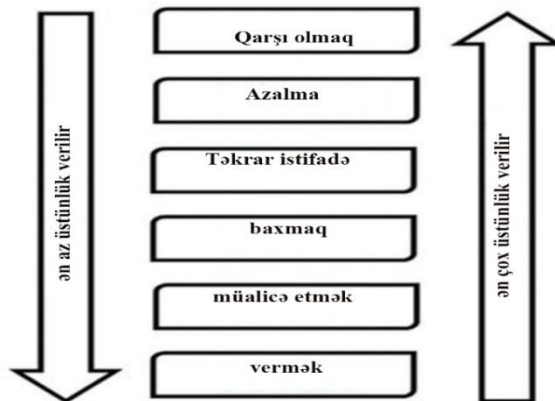 Qarşı olmaq
Azalma
Təkrar istifadə
baxmaq
müalicə etmək
vermək
ən az üstünlük verilir
ən çox üstünlük verilir